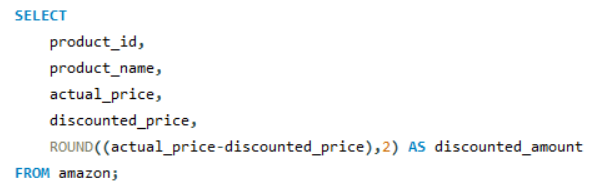 SELECT
product_id,
product_name,
actual_price,
discounted_price,
ROUND((actual_price-discounted_price),2) AS discounted_amount
FROM amazon;